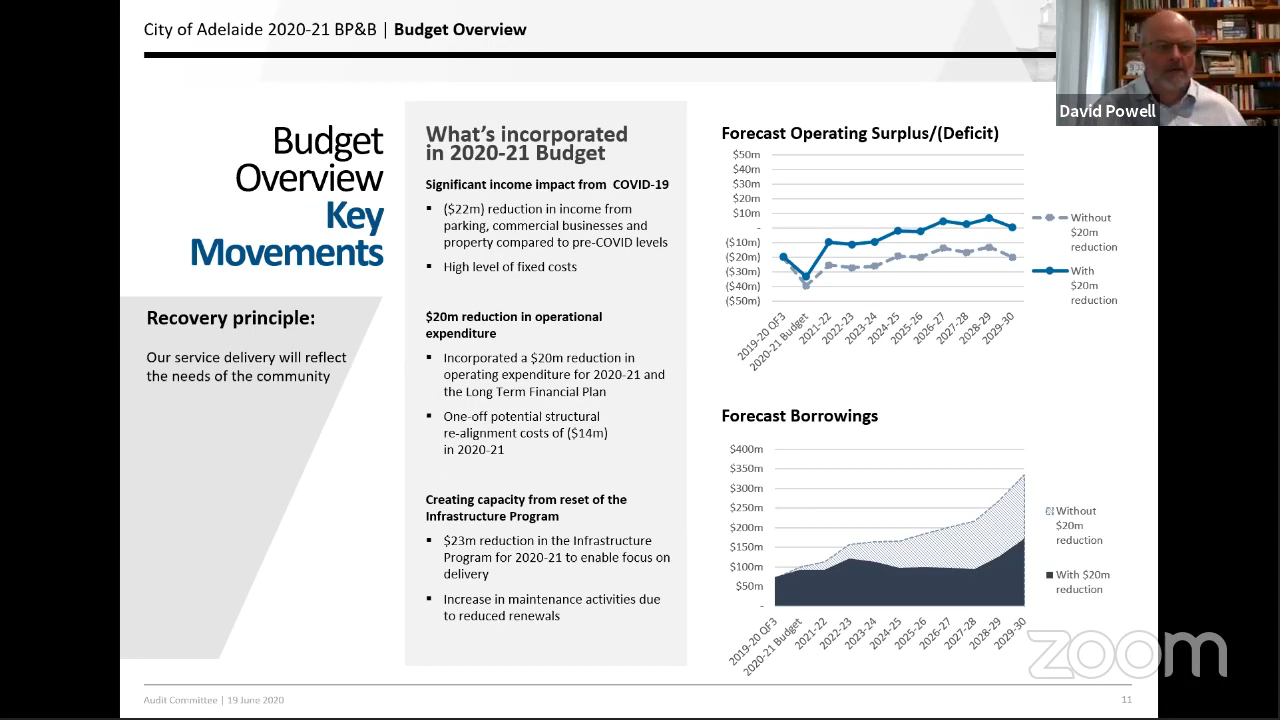 City of Adelaide 2020-21 BP&B | Budget Overview
David Powell
Budget
Overview
Key
Movements
Recovery principle:
Our service delivery will reflect
the needs of the community
What's incorporated
in 2020-21 Budget
Significant income impact from COVID-19
▪ ($22m) reduction in income from
parking, commercial businesses and
property compared to pre-COVID levels
▪ High level of fixed costs
$20m reduction in operational
expenditure
▪ Incorporated a $20m reduction in
operating expenditure for 2020-21 and
the Long Term Financial Plan
▪ One-off potential structural
re-alignment costs of ($14m)
in 2020-21
Creating capacity from reset of the
Infrastructure Program
▪ $23m reduction in the Infrastructure
Program for 2020-21 to enable focus on
delivery
▪ Increase in maintenance activities due
to reduced renewals
Forecast Operating Surplus/(Deficit)
$50m
$40m
$30m
$20m
$10m
-
($10m)
($20m)
($30m)
($40m)
($50m)
2019-20 QF3
2020-21 Budget
2021-22
2022-23
2023-24
2024-25
2025-26
2026-27
2027-28
2028-29
2029-30
Without
$20m
reduction
With
$20m
reduction
Forecast Borrowings
$400m
$350m
$300m
$250m
$200m
$150m
$100m
$50m
-
2019-20 QF3
2020-21 Budget
2021-22
2022-23
2023-24
2024-25
2025-26
2026-27
2027-28
2028-29
2029-30
Without
$20m
reduction
With $20m
reduction
zoom
Audit Committee | 19 June 2020
11